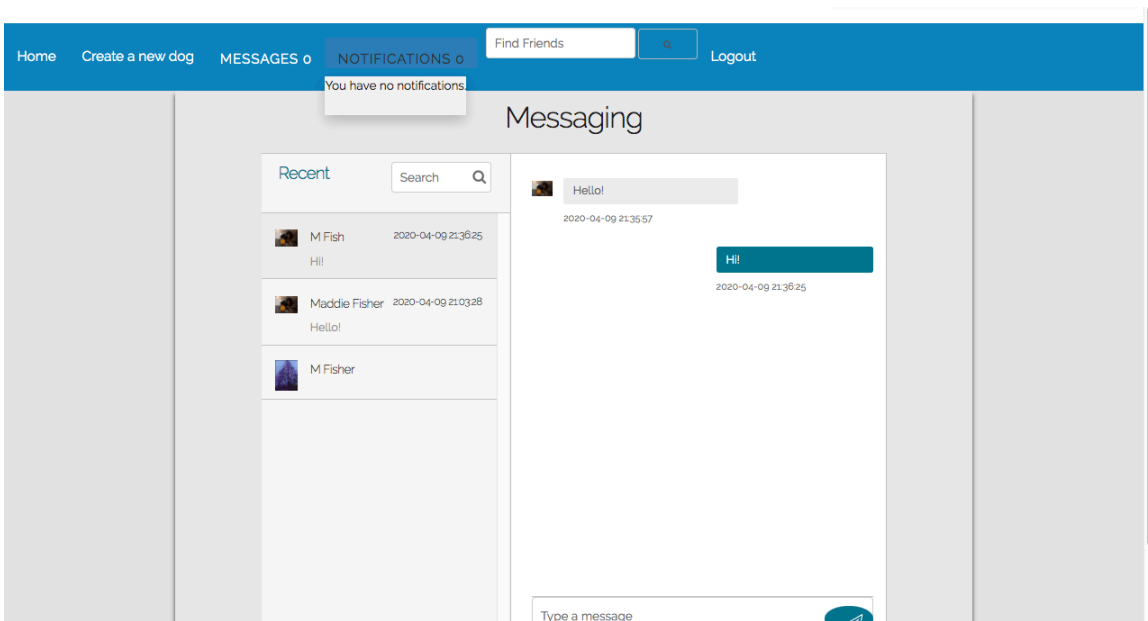 Home Create a new dog MESSAGES 0 NOTIFICATIONS 0 Find Friends Logout
You have no notifications.
Messaging
Recent Search
M Fish 2020-04-09 21:36:25
Hi!
Maddie Fisher 2020-04-09 21:03:28
Hello!
M Fisher
Hello!
2020-04-09 21:35:57
Hi!
2020-04-09 21:36:25
Type a message